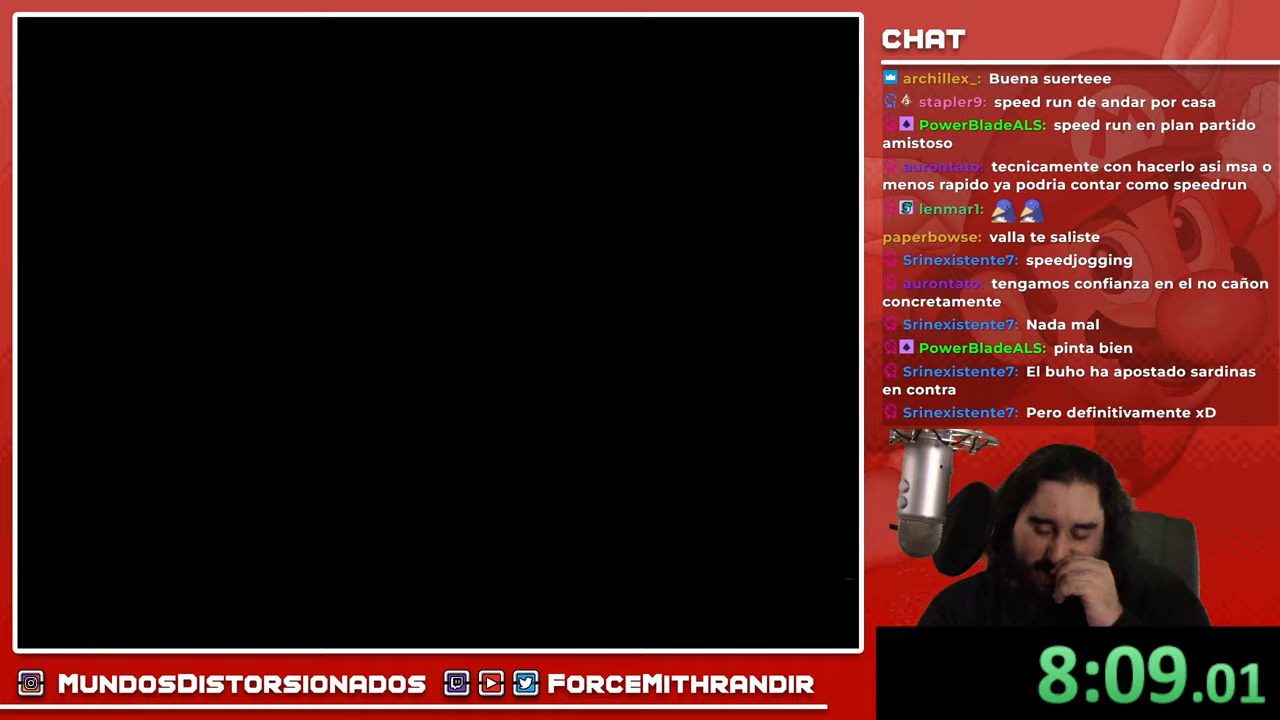 CHAT
archillex_: Buena suerteee
stapler9: speed run de andar por casa
PowerBladeALS: speed run en plan partido
amistoso
aurontato: tecnicamente con hacerlo asi msa o
menos rapido ya podria contar como speedrun
lenmar1:
paperbowse: valla te saliste
Srinexistente7: speedjogging
aurontato: tengamos confianza en el no cañon
concretamente
Srinexistente7: Nada mal
PowerBladeALS: pinta bien
Srinexistente7: El buho ha apostado sardinas
en contra
Srinexistente7: Pero definitivamente xD
8:09.01
MUNDOSDISTORSIONADOS FORCEMITHRANDIR